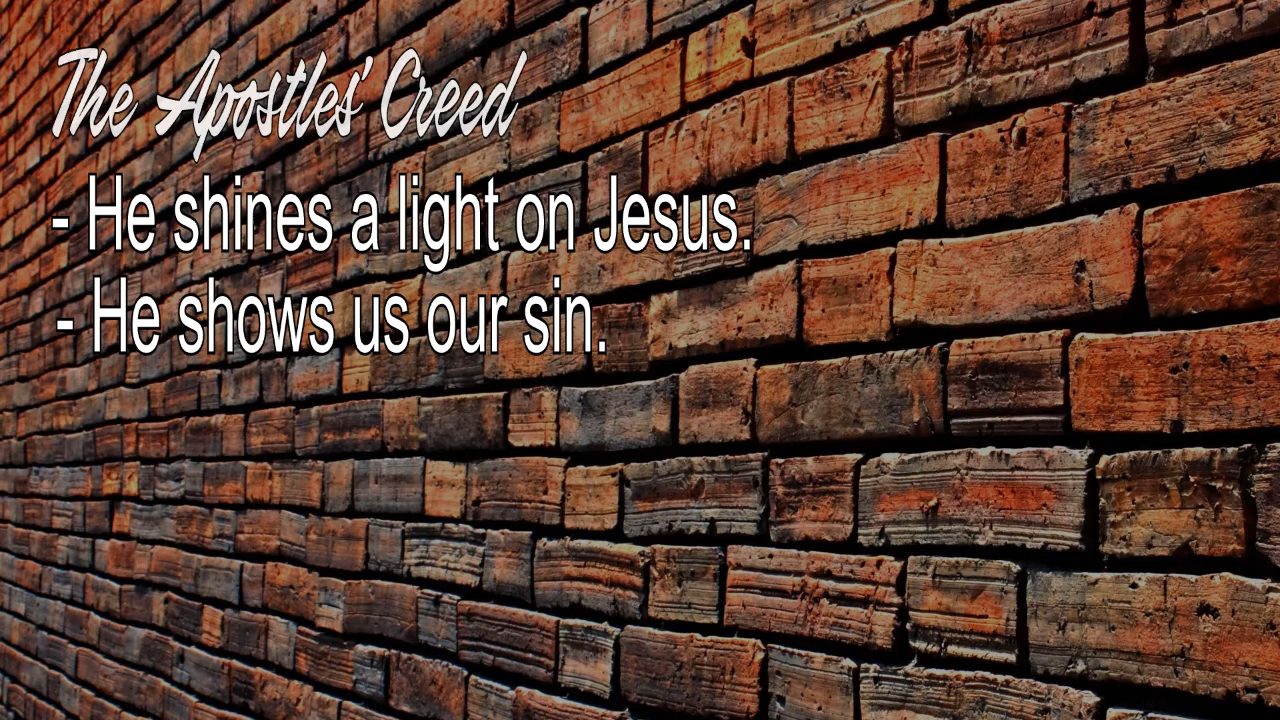 The Apostles' Creed
- He shines a light on Jesus.
- He shows us our sin.